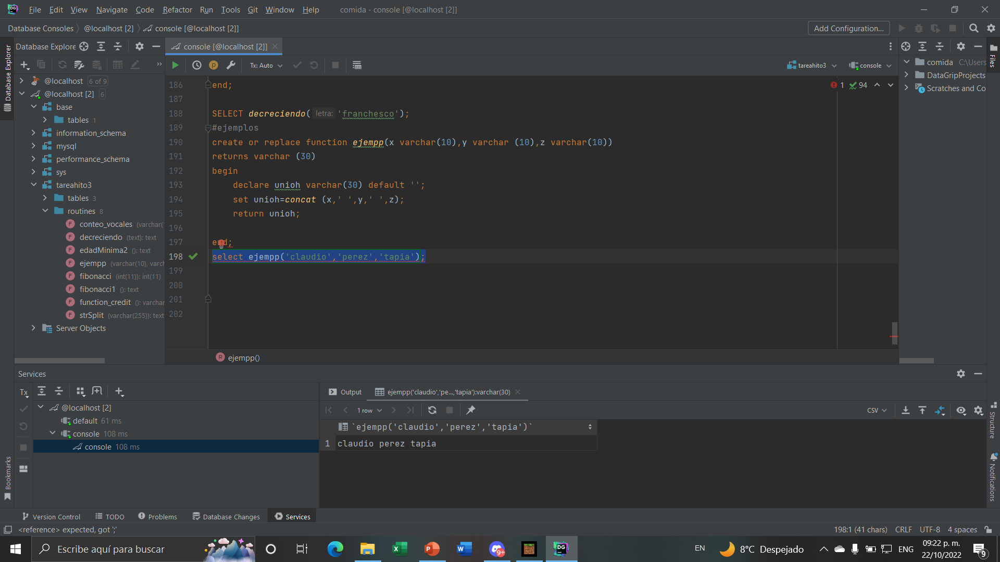 File Edit View Navigate Code Refactor Run Tools Git Window Help comida - console [@localhost [2]]
Database Consoles @localhost [2] console [@localhost [2]] Add Configuration...
Database Explore console [@localhost [2]]
Tx: Auto tareahito3 console
Database Explorer
@localhost 6 of 9
@localhost [2] 6
base
tables 1
information_schema
mysql
performance_schema
sys
tareahito3
tables 3
routines 8
conteo_vocales (varchar(
decreciendo (text): text
edadMinima2 (): text
ejempp (varchar(10), varch
fibonacci (int(11)): int(11)
fibonacci1 (): text
function_credit (): varchar
strSplit (varchar(255)): text
Server Objects
186 end;
187
188 SELECT decreciendo( letra: 'franchesco');
189 #ejemplos
190 create or replace function ejempp(x varchar(10),y varchar (10),z varchar(10))
191 returns varchar (30)
192 begin
193 declare unioh varchar(30) default '';
194 set unioh=concat (x,' ',y,' ',z);
195 return unioh;
196
197 end;
198 select ejempp('claudio','perez','tapia');
199
200
201
202
1 94
ejempp()
comida C:\Users
DataGripProjects
Scratches and Co
Files
Services
Tx
@localhost [2]
default 61 ms
console 108 ms
console 108 ms
Output ejempp('claudio','pe...,'tapia'):varchar(30)
1 row CSV
`ejempp('claudio','perez','tapia')`
1 claudio perez tapia
Structure
Notifications
Bookmarks
Version Control TODO Problems Database Changes Services
<reference> expected, got ';' 198:1 (41 chars) CRLF UTF-8 4 spaces
Escribe aquí para buscar EN 8°C Despejado ENG 09:22 p. m.
22/10/2022
9+
9